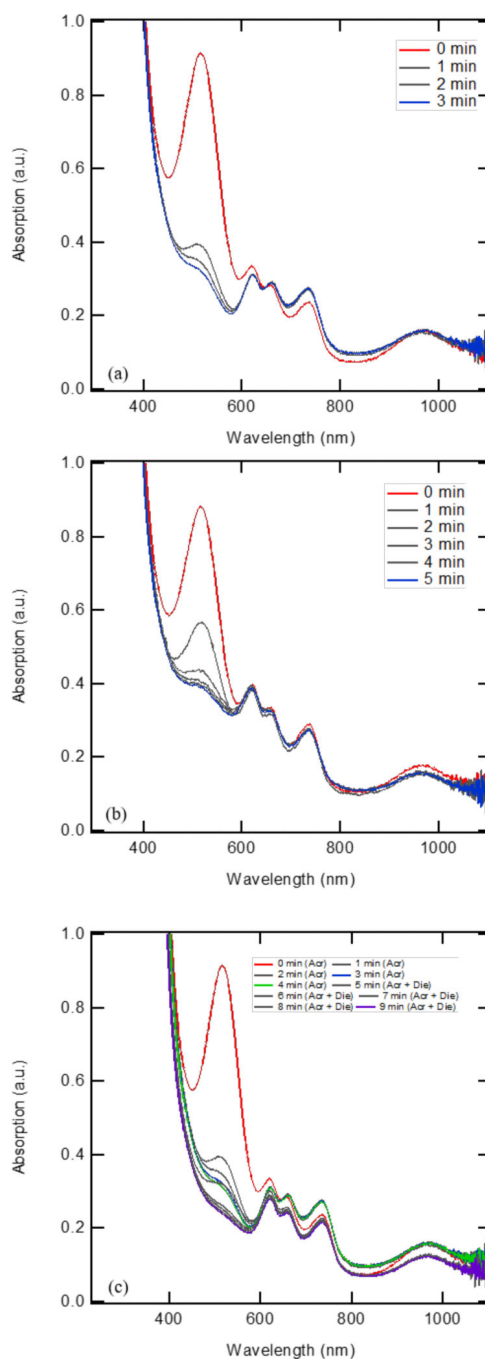 1.0
0.8
0.6
0.4
0.2
0.0
Absorption (a.u.)
0 min
1 min
2 min
3 min
(a)
400 600 800 1000
Wavelength (nm)
1.0
0.8
0.6
0.4
0.2
0.0
Absorption (a.u.)
0 min
1 min
2 min
3 min
4 min
5 min
(b)
400 600 800 1000
Wavelength (nm)
1.0
0.8
0.6
0.4
0.2
0.0
Absorption (a.u.)
0 min (Acr) 1 min (Acr)
2 min (Acr) 3 min (Acr)
4 min (Acr) 5 min (Acr + Die)
6 min (Acr + Die) 7 min (Acr + Die)
8 min (Acr + Die) 9 min (Acr + Die)
(c)
400 600 800 1000
Wavelength (nm)